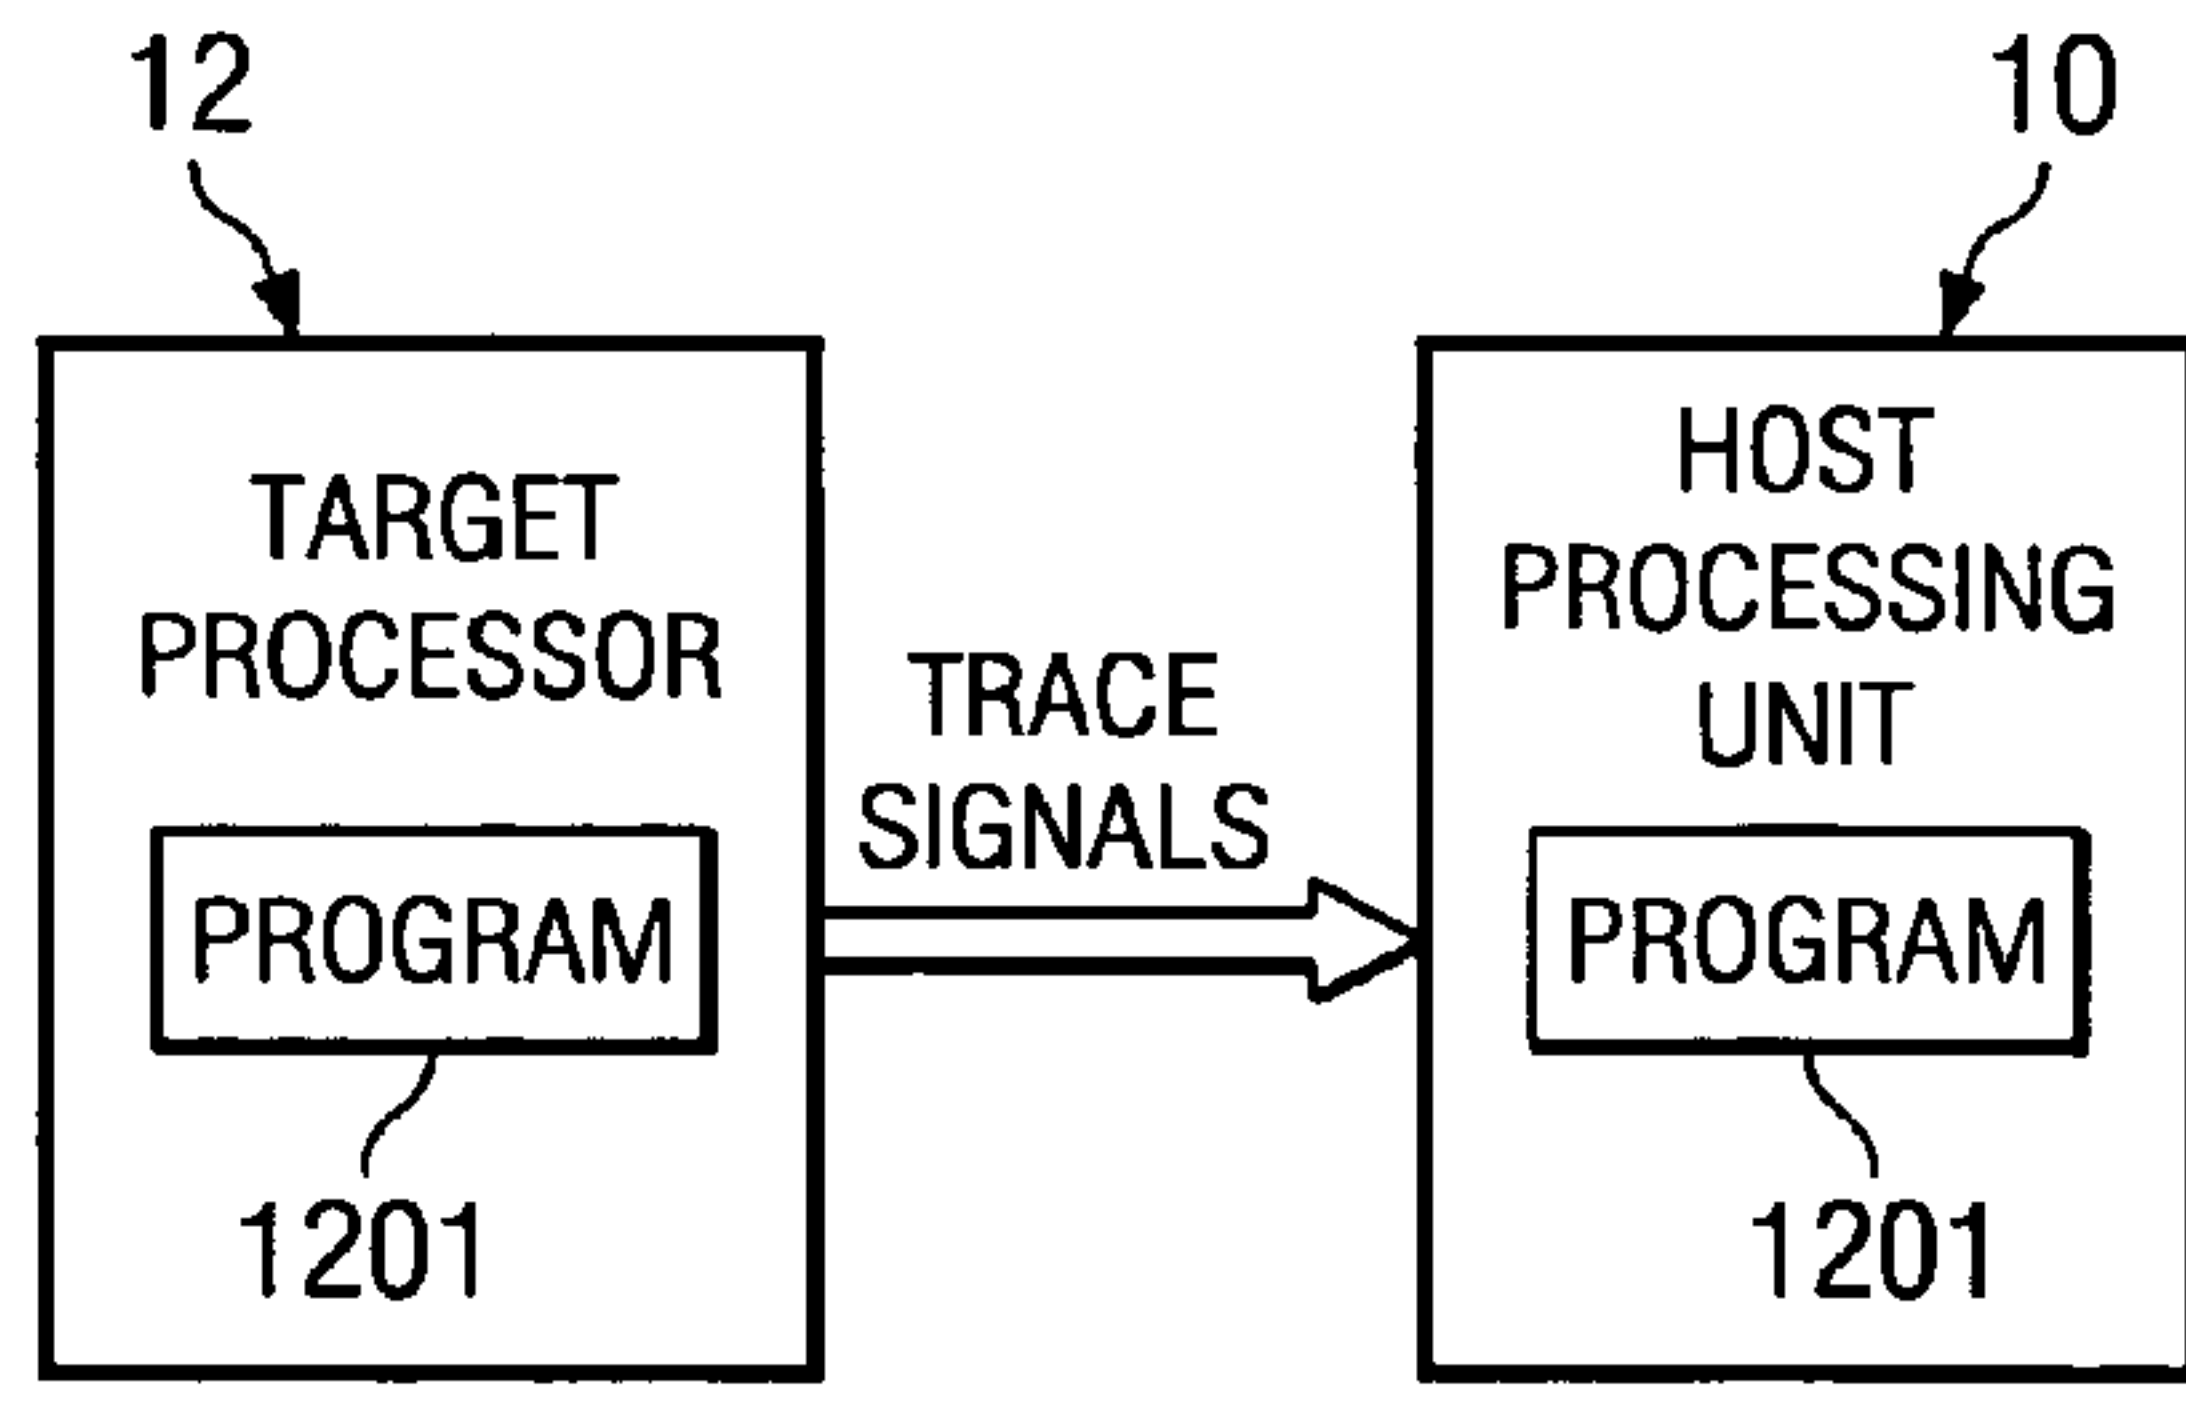 12
10
TARGET
PROCESSOR
PROGRAM
1201
TRACE
SIGNALS
HOST
PROCESSING
UNIT
PROGRAM
1201